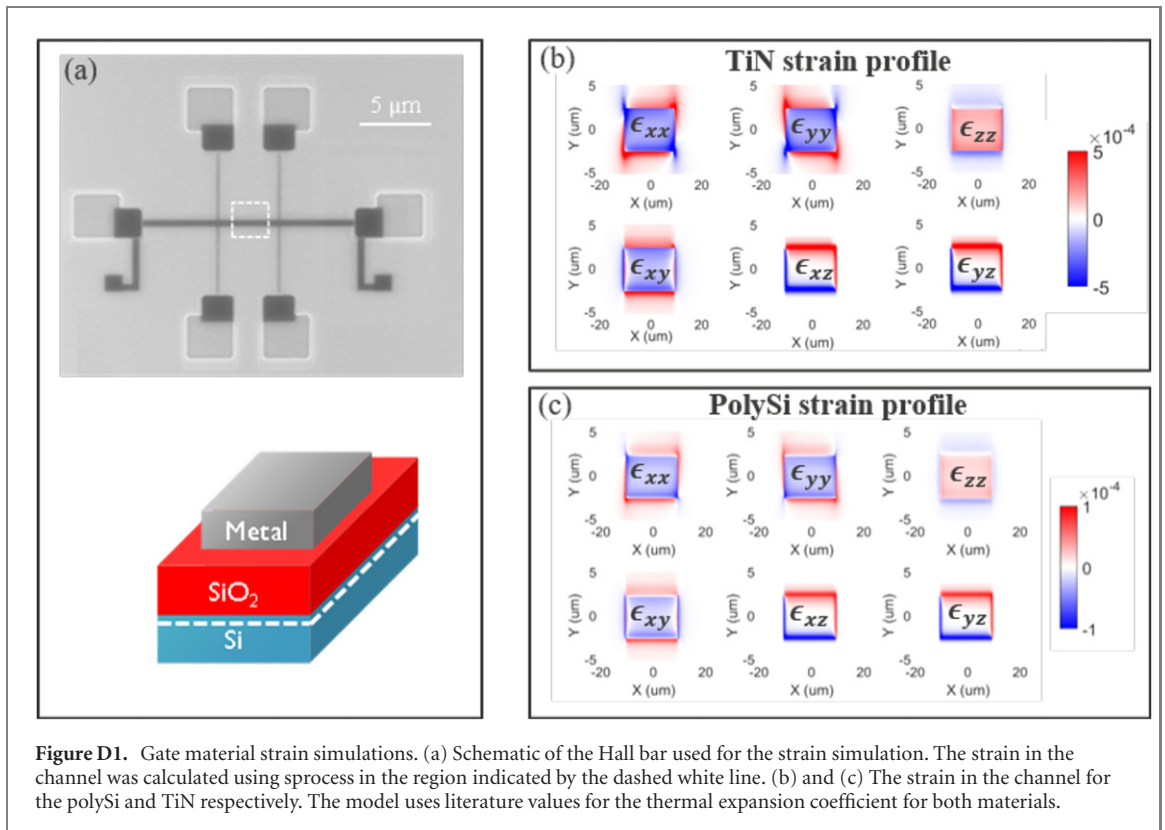 (a)
5 μm
Metal
SiO₂
Si
(b)
TiN strain profile
5
0
-5
Y (um)
ϵxx
-20 0 20
X (um)
5
0
-5
Y (um)
ϵyy
-20 0 20
X (um)
5
0
-5
Y (um)
ϵzz
-20 0 20
X (um)
5
0
-5
Y (um)
ϵxy
-20 0 20
X (um)
5
0
-5
Y (um)
ϵxz
-20 0 20
X (um)
5
0
-5
Y (um)
ϵyz
-20 0 20
X (um)
×10⁻⁴
5
0
-5
(c)
PolySi strain profile
5
0
-5
Y (um)
ϵxx
-20 0 20
X (um)
5
0
-5
Y (um)
ϵyy
-20 0 20
X (um)
5
0
-5
Y (um)
ϵzz
-20 0 20
X (um)
5
0
-5
Y (um)
ϵxy
-20 0 20
X (um)
5
0
-5
Y (um)
ϵxz
-20 0 20
X (um)
5
0
-5
Y (um)
ϵyz
-20 0 20
X (um)
×10⁻⁴
1
0
-1
Figure D1. Gate material strain simulations. (a) Schematic of the Hall bar used for the strain simulation. The strain in the
channel was calculated using sprocess in the region indicated by the dashed white line. (b) and (c) The strain in the channel for
the polySi and TiN respectively. The model uses literature values for the thermal expansion coefficient for both materials.